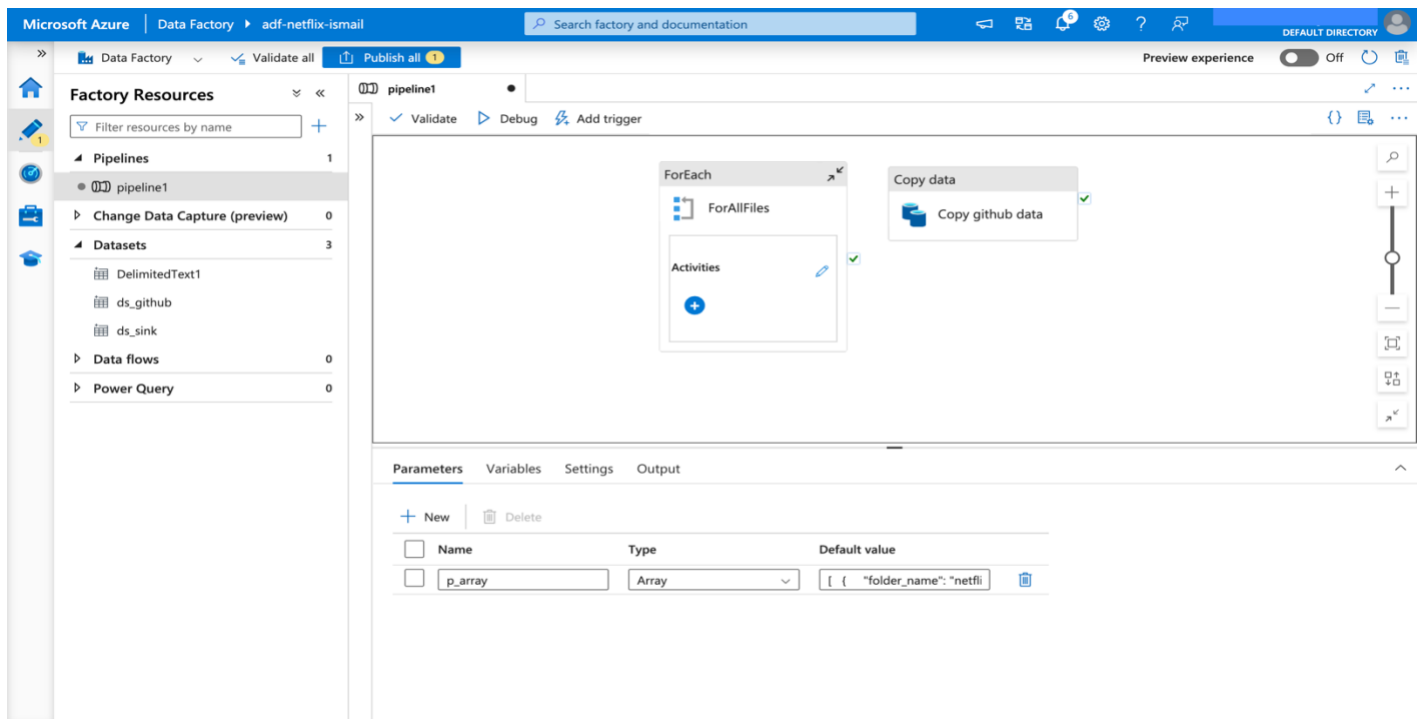 Microsoft Azure Data Factory adf-netflix-ismail Search factory and documentation 6 ? DEFAULT DIRECTORY
Data Factory Validate all Publish all 1 Preview experience Off
Factory Resources
Filter resources by name
1
Pipelines 1
pipeline1
Change Data Capture (preview) 0
Datasets 3
DelimitedText1
ds_github
ds_sink
Data flows 0
Power Query 0
pipeline1
Validate Debug Add trigger {}
ForEach
ForAllFiles
Activities
Copy data
Copy github data
Parameters Variables Settings Output
New Delete
Name Type Default value
p_array Array [ { "folder_name": "netfli